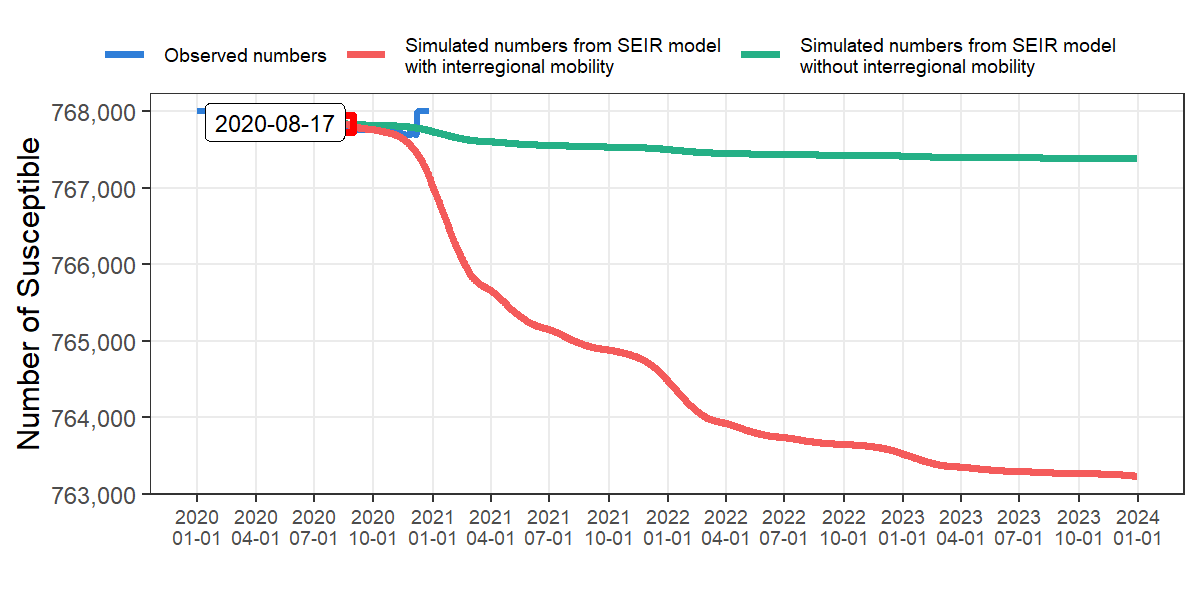 Observed numbers
Simulated numbers from SEIR model
with interregional mobility
Simulated numbers from SEIR model
without interregional mobility
Number of Susceptible
768,000
767,000
766,000
765,000
764,000
763,000
2020-08-17
2020 2020 2020 2020 2021 2021 2021 2021 2022 2022 2022 2022 2023 2023 2023 2023 2024
01-01 04-01 07-01 10-01 01-01 04-01 07-01 10-01 01-01 04-01 07-01 10-01 01-01 04-01 07-01 10-01 01-01